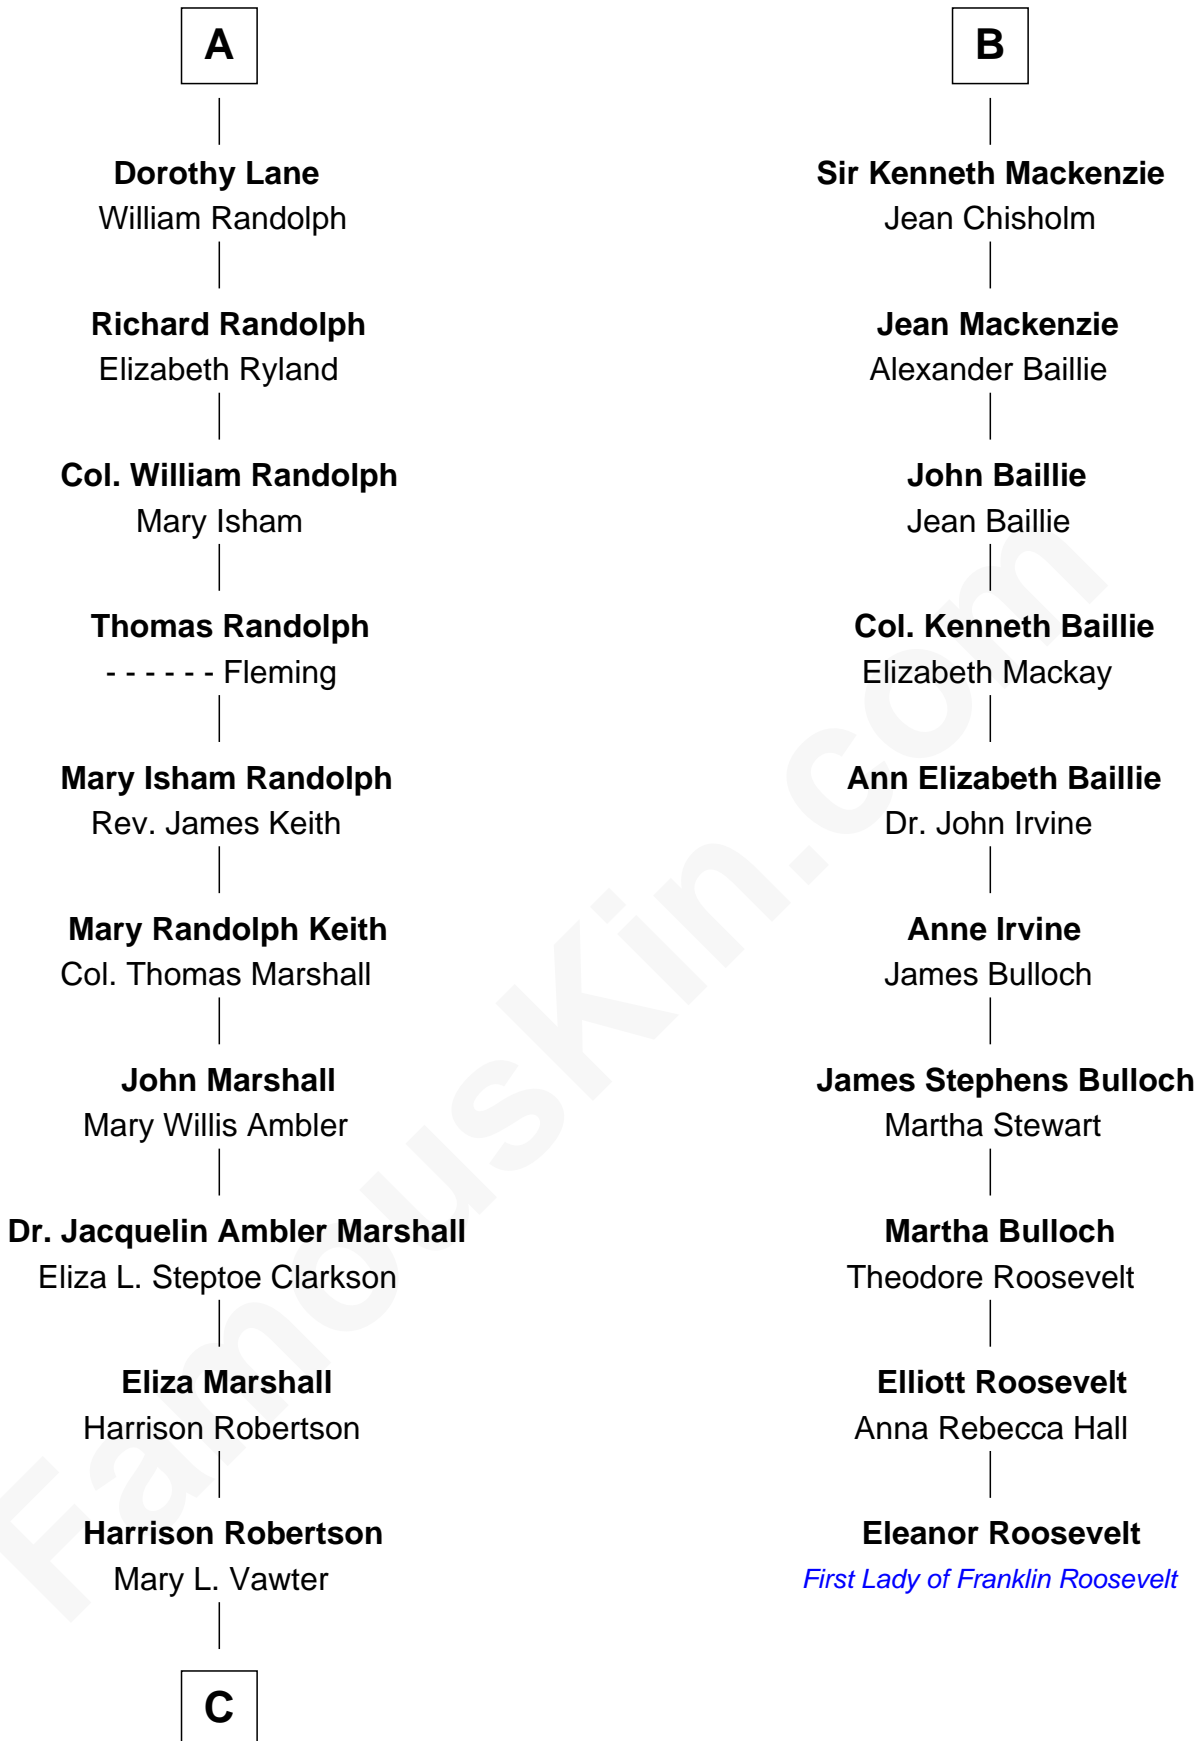 A
Dorothy Lane
William Randolph
Richard Randolph
Elizabeth Ryland
Col. William Randolph
Mary Isham
Thomas Randolph
- - - - - - Fleming
Mary Isham Randolph
Rev. James Keith
Mary Randolph Keith
Col. Thomas Marshall
John Marshall
Mary Willis Ambler
Dr. Jacquelin Ambler Marshall
Eliza L. Steptoe Clarkson
Eliza Marshall
Harrison Robertson
Harrison Robertson
Mary L. Vawter
C
B
Sir Kenneth Mackenzie
Jean Chisholm
Jean Mackenzie
Alexander Baillie
John Baillie
Jean Baillie
Col. Kenneth Baillie
Elizabeth Mackay
Ann Elizabeth Baillie
Dr. John Irvine
Anne Irvine
James Bulloch
James Stephens Bulloch
Martha Stewart
Martha Bulloch
Theodore Roosevelt
Elliott Roosevelt
Anna Rebecca Hall
Eleanor Roosevelt
First Lady of Franklin Roosevelt
FamousKin.com